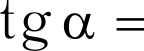 tg α =